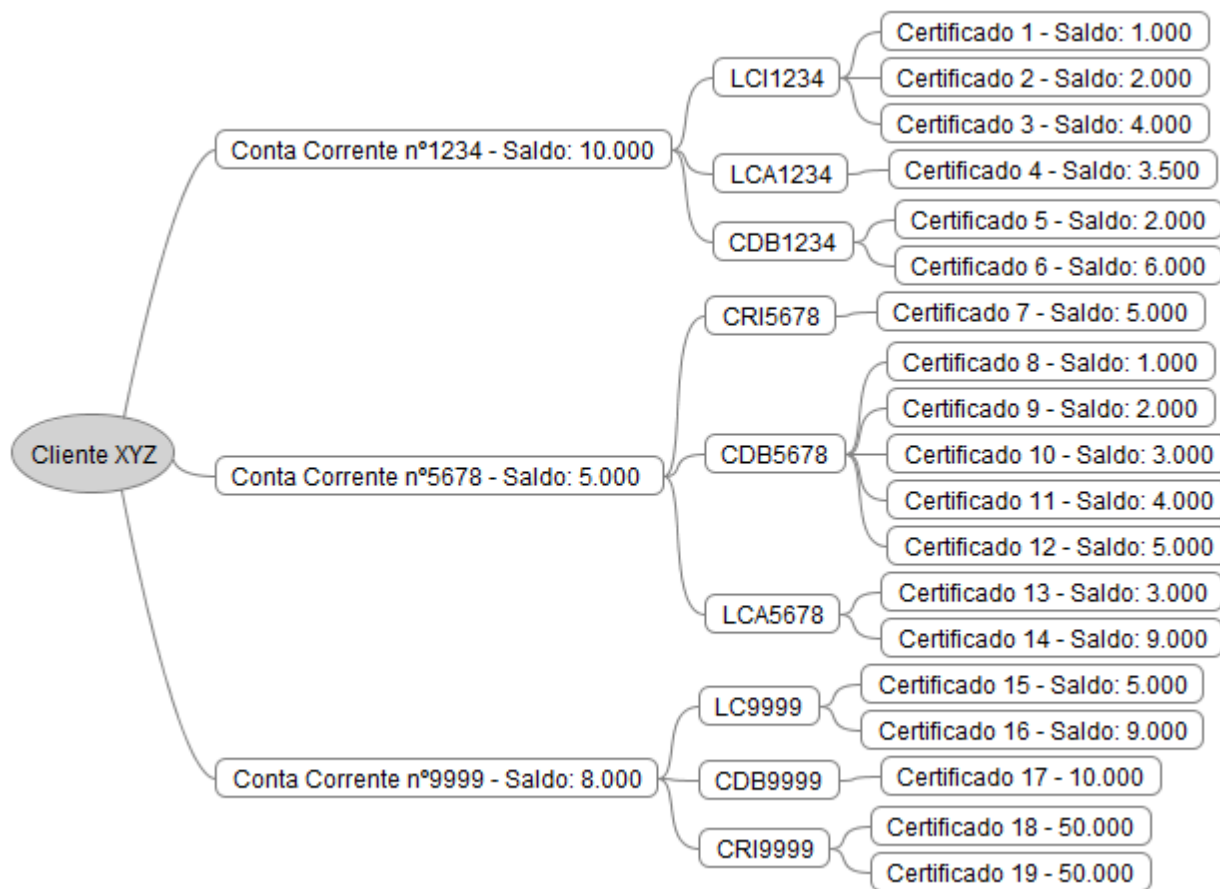 Cliente XYZ
Conta Corrente nº1234 - Saldo: 10.000
LCI1234
Certificado 1 - Saldo: 1.000
Certificado 2 - Saldo: 2.000
Certificado 3 - Saldo: 4.000
LCA1234
Certificado 4 - Saldo: 3.500
CDB1234
Certificado 5 - Saldo: 2.000
Certificado 6 - Saldo: 6.000
Conta Corrente nº5678 - Saldo: 5.000
CRI5678
Certificado 7 - Saldo: 5.000
CDB5678
Certificado 8 - Saldo: 1.000
Certificado 9 - Saldo: 2.000
Certificado 10 - Saldo: 3.000
Certificado 11 - Saldo: 4.000
Certificado 12 - Saldo: 5.000
LCA5678
Certificado 13 - Saldo: 3.000
Certificado 14 - Saldo: 9.000
Conta Corrente nº9999 - Saldo: 8.000
LC9999
Certificado 15 - Saldo: 5.000
Certificado 16 - Saldo: 9.000
CDB9999
Certificado 17 - 10.000
CRI9999
Certificado 18 - 50.000
Certificado 19 - 50.000